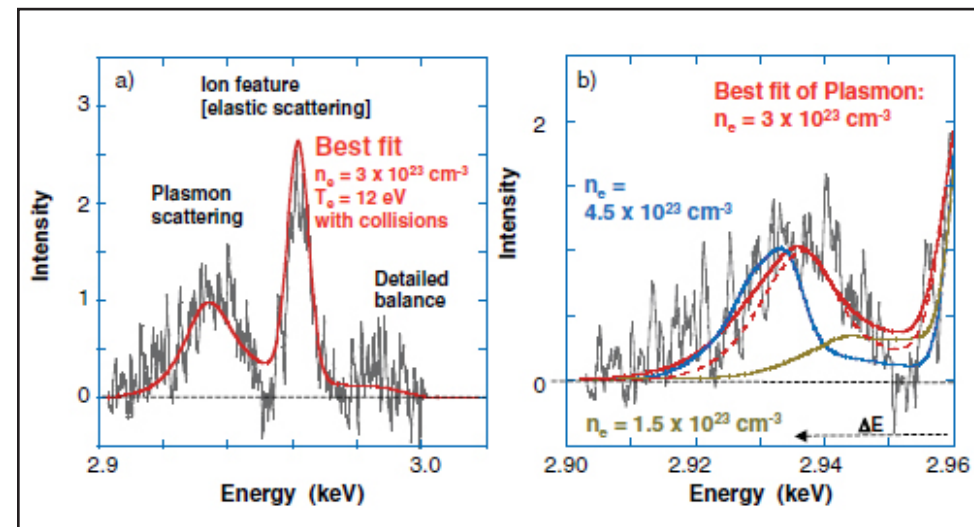 a)
Ion feature
[elastic scattering]
Best fit
nₑ = 3 x 10²³ cm⁻³
Tₑ = 12 eV
with collisions
Plasmon
scattering
Detailed
balance
3
2
1
0
Intensity
2.9
3.0
Energy (keV)
b)
Best fit of Plasmon:
nₑ = 3 x 10²³ cm⁻³
nₑ =
4.5 x 10²³ cm⁻³
nₑ = 1.5 x 10²³ cm⁻³
ΔE
2
0
Intensity
2.90
2.92
2.94
2.96
Energy (keV)